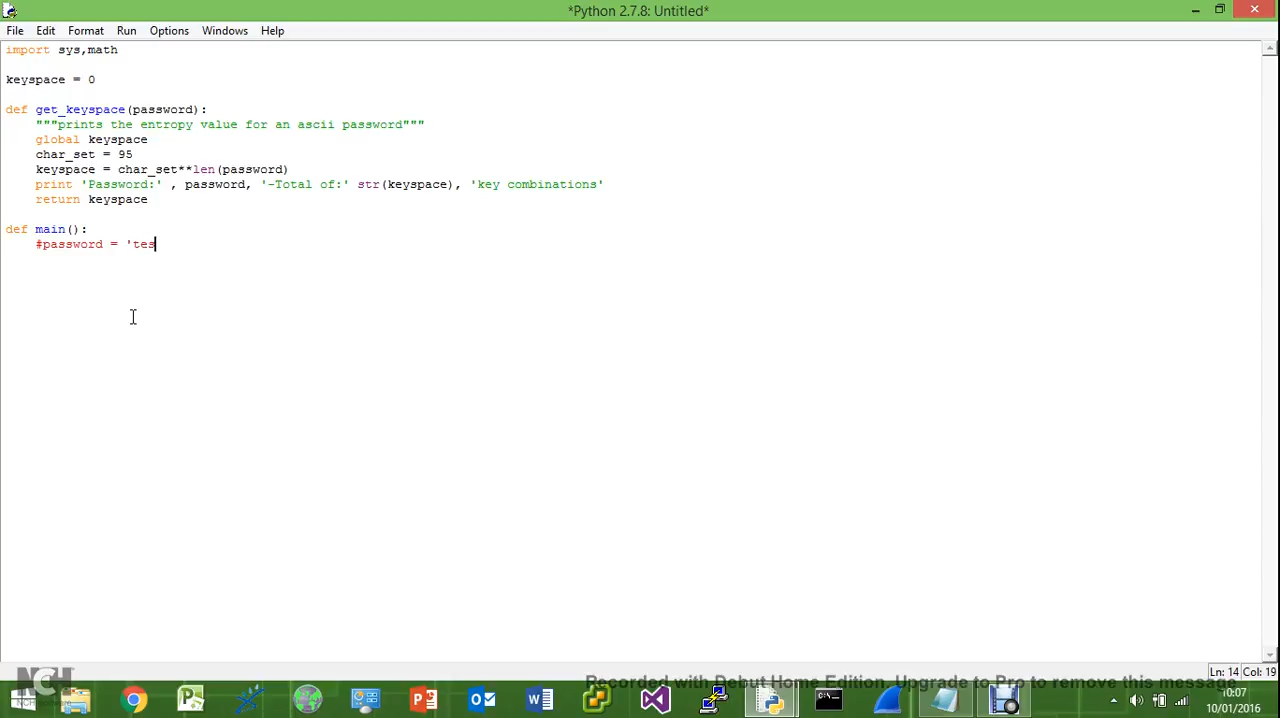 *Python 2.7.8: Untitled*
File Edit Format Run Options Windows Help
import sys,math
keyspace = 0
def get_keyspace(password):
"""prints the entropy value for an ascii password"""
global keyspace
char_set = 95
keyspace = char_set**len(password)
print 'Password:' , password, '-Total of:' str(keyspace), 'key combinations'
return keyspace
def main():
#password = 'tes
Ln: 14 Col: 19
NCH
NCH Software
Recorded with Debut Home Edition. Upgrade to Pro to remove this message
10:07
10/01/2016